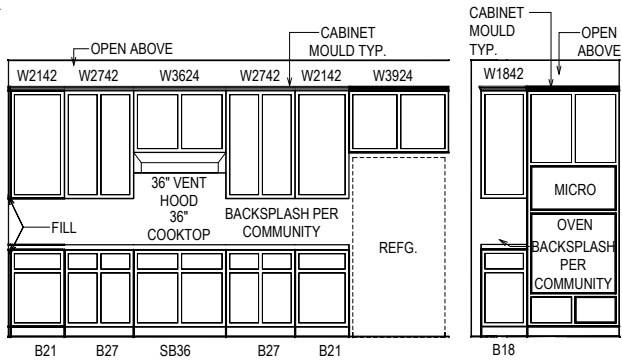 OPEN ABOVE
CABINET
MOULD TYP.
W2142 W2742 W3624 W2742 W2142 W3924
36" VENT
HOOD
36"
COOKTOP
BACKSPLASH PER
COMMUNITY
FILL
REFG.
B21 B27 SB36 B27 B21
CABINET
MOULD
TYP.
OPEN
ABOVE
W1842
MICRO
OVEN
BACKSPLASH
PER
COMMUNITY
B18